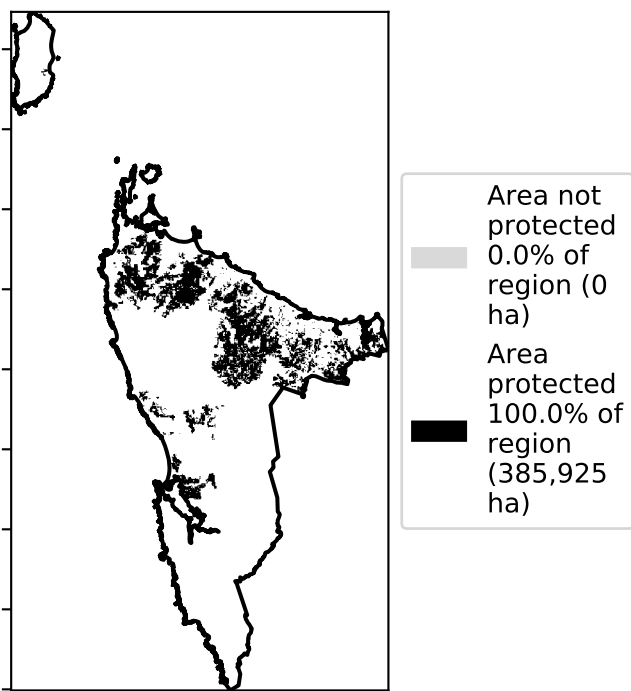 Area not
protected
0.0% of
region (0
ha)
Area
protected
100.0% of
region
(385,925
ha)